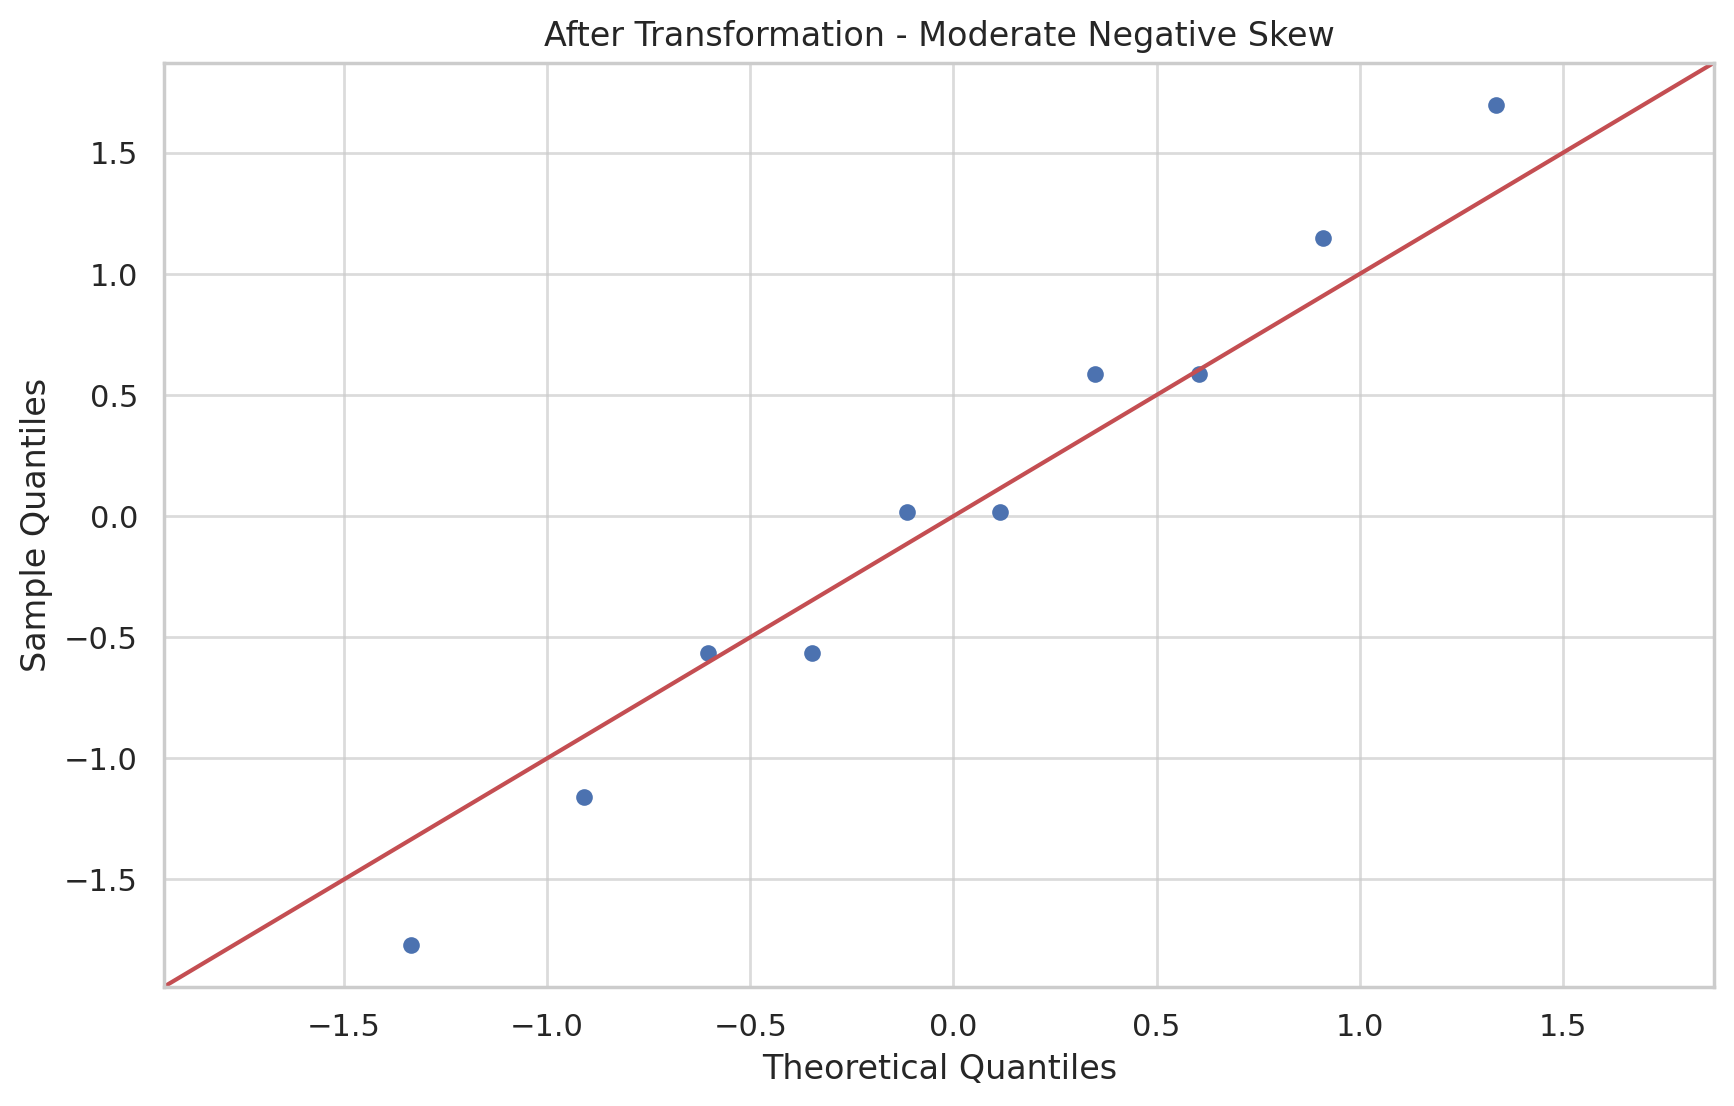 After Transformation - Moderate Negative Skew
1.5
1.0
0.5
0.0
−0.5
−1.0
−1.5
Sample Quantiles
−1.5 −1.0 −0.5 0.0 0.5 1.0 1.5
Theoretical Quantiles